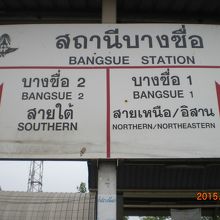 สถานีบางซื่อ
BANGSUE STATION
บางซื่อ 2
BANGSUE 2
สายใต้
SOUTHERN
บางซื่อ 1
BANGSUE 1
สายเหนือ/อีสาน
NORTHERN/NORTHEASTERN
2015